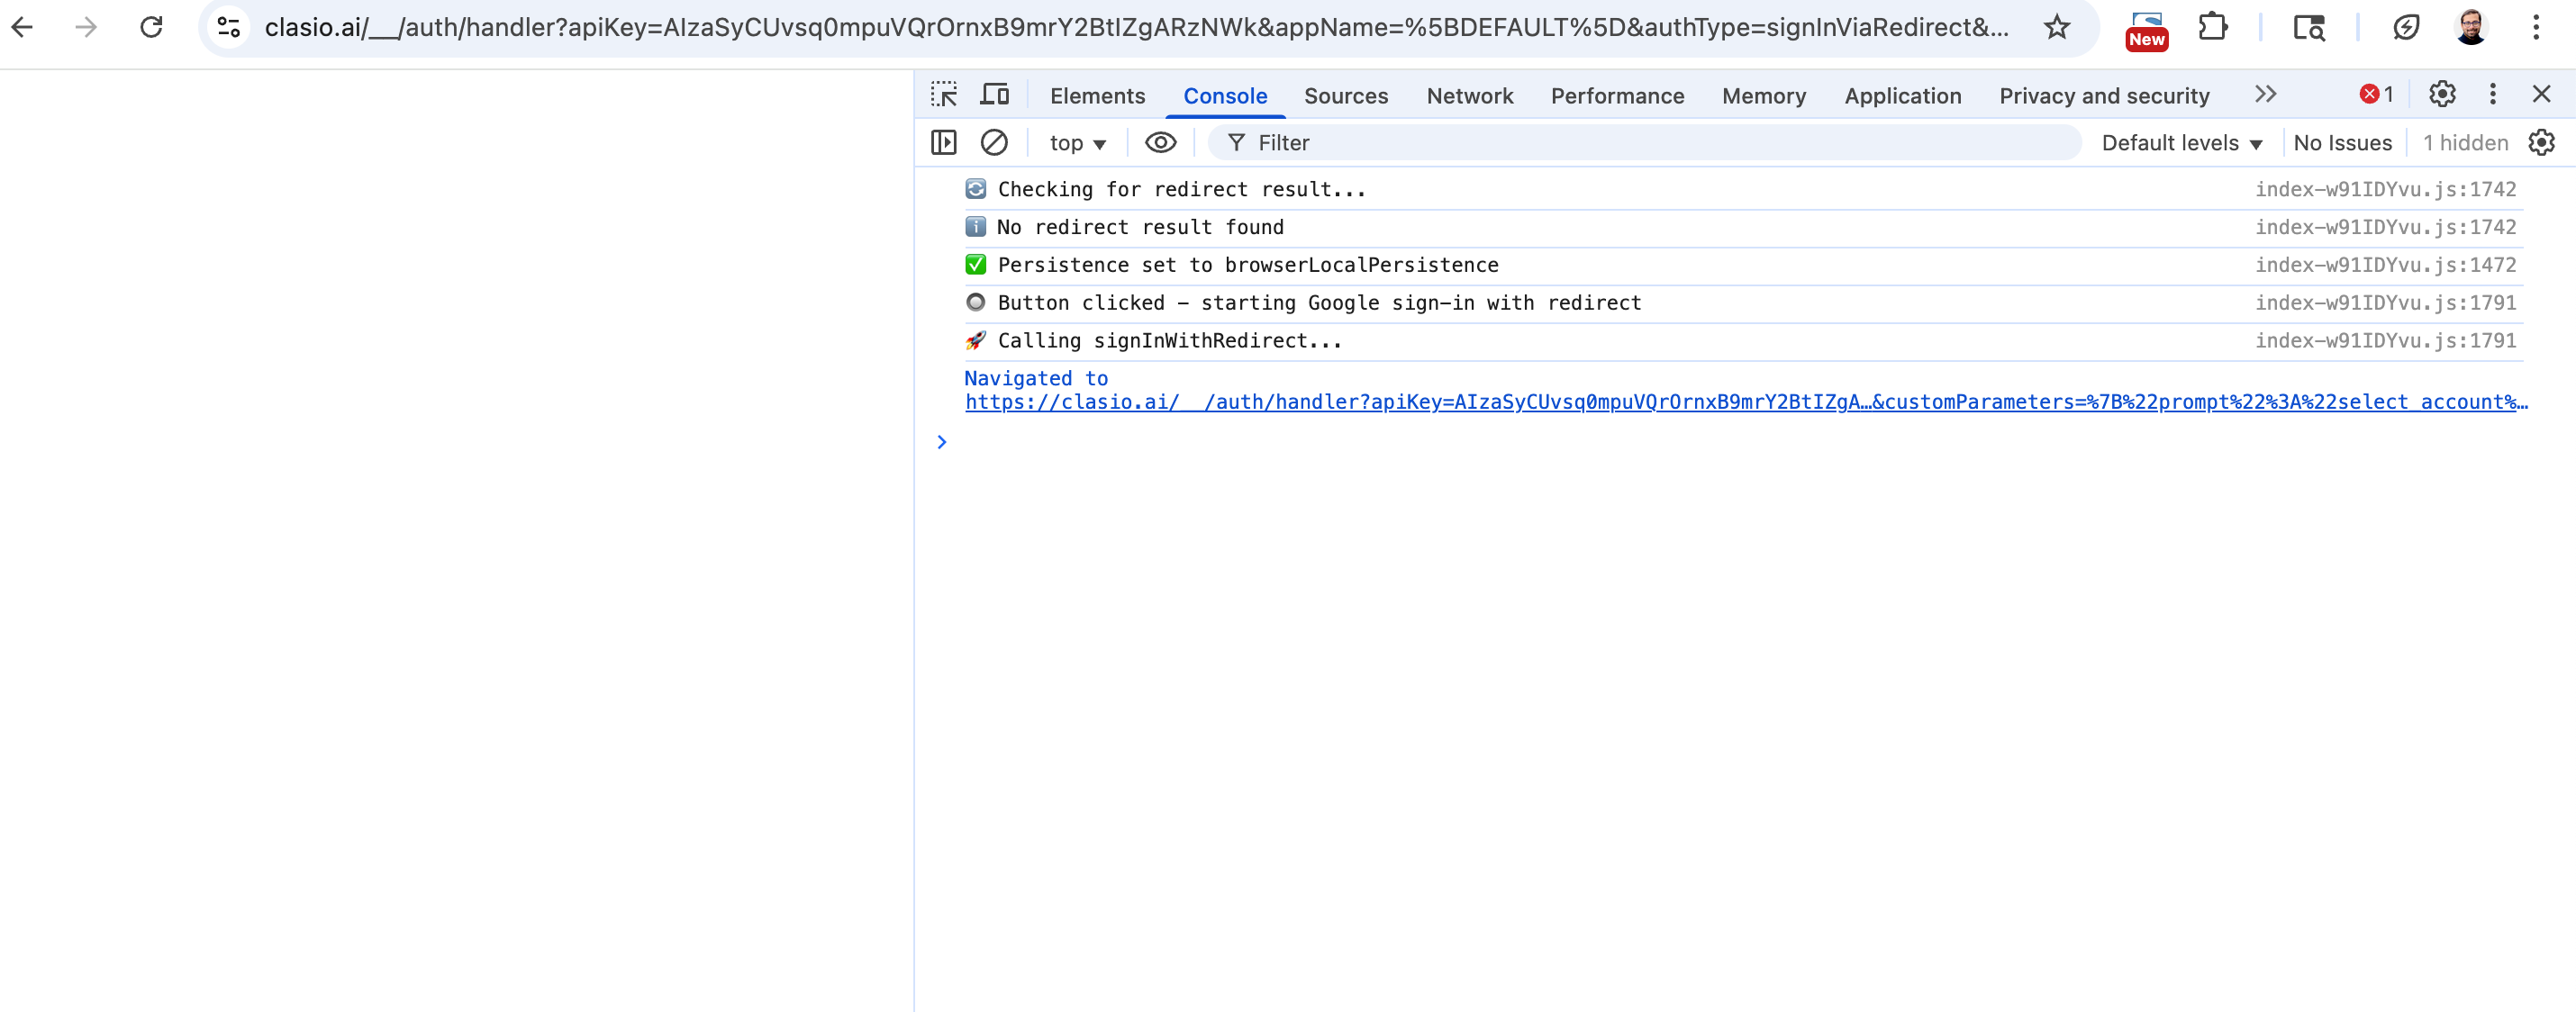 clasio.ai/__/auth/handler?apiKey=AIzaSyCUvsq0mpuVQrOrnxB9mrY2BtIZgARzNWk&appName=%5BDEFAULT%5D&authType=signInViaRedirect&...
New
Elements Console Sources Network Performance Memory Application Privacy and security 1
top Filter Default levels No Issues 1 hidden
Checking for redirect result... index-w91IDYvu.js:1742
No redirect result found index-w91IDYvu.js:1742
Persistence set to browserLocalPersistence index-w91IDYvu.js:1472
Button clicked - starting Google sign-in with redirect index-w91IDYvu.js:1791
Calling signInWithRedirect... index-w91IDYvu.js:1791
Navigated to
https://clasio.ai/__/auth/handler?apiKey=AIzaSyCUvsq0mpuVQrOrnxB9mrY2BtIZgA…&customParameters=%7B%22prompt%22%3A%22select_account%…